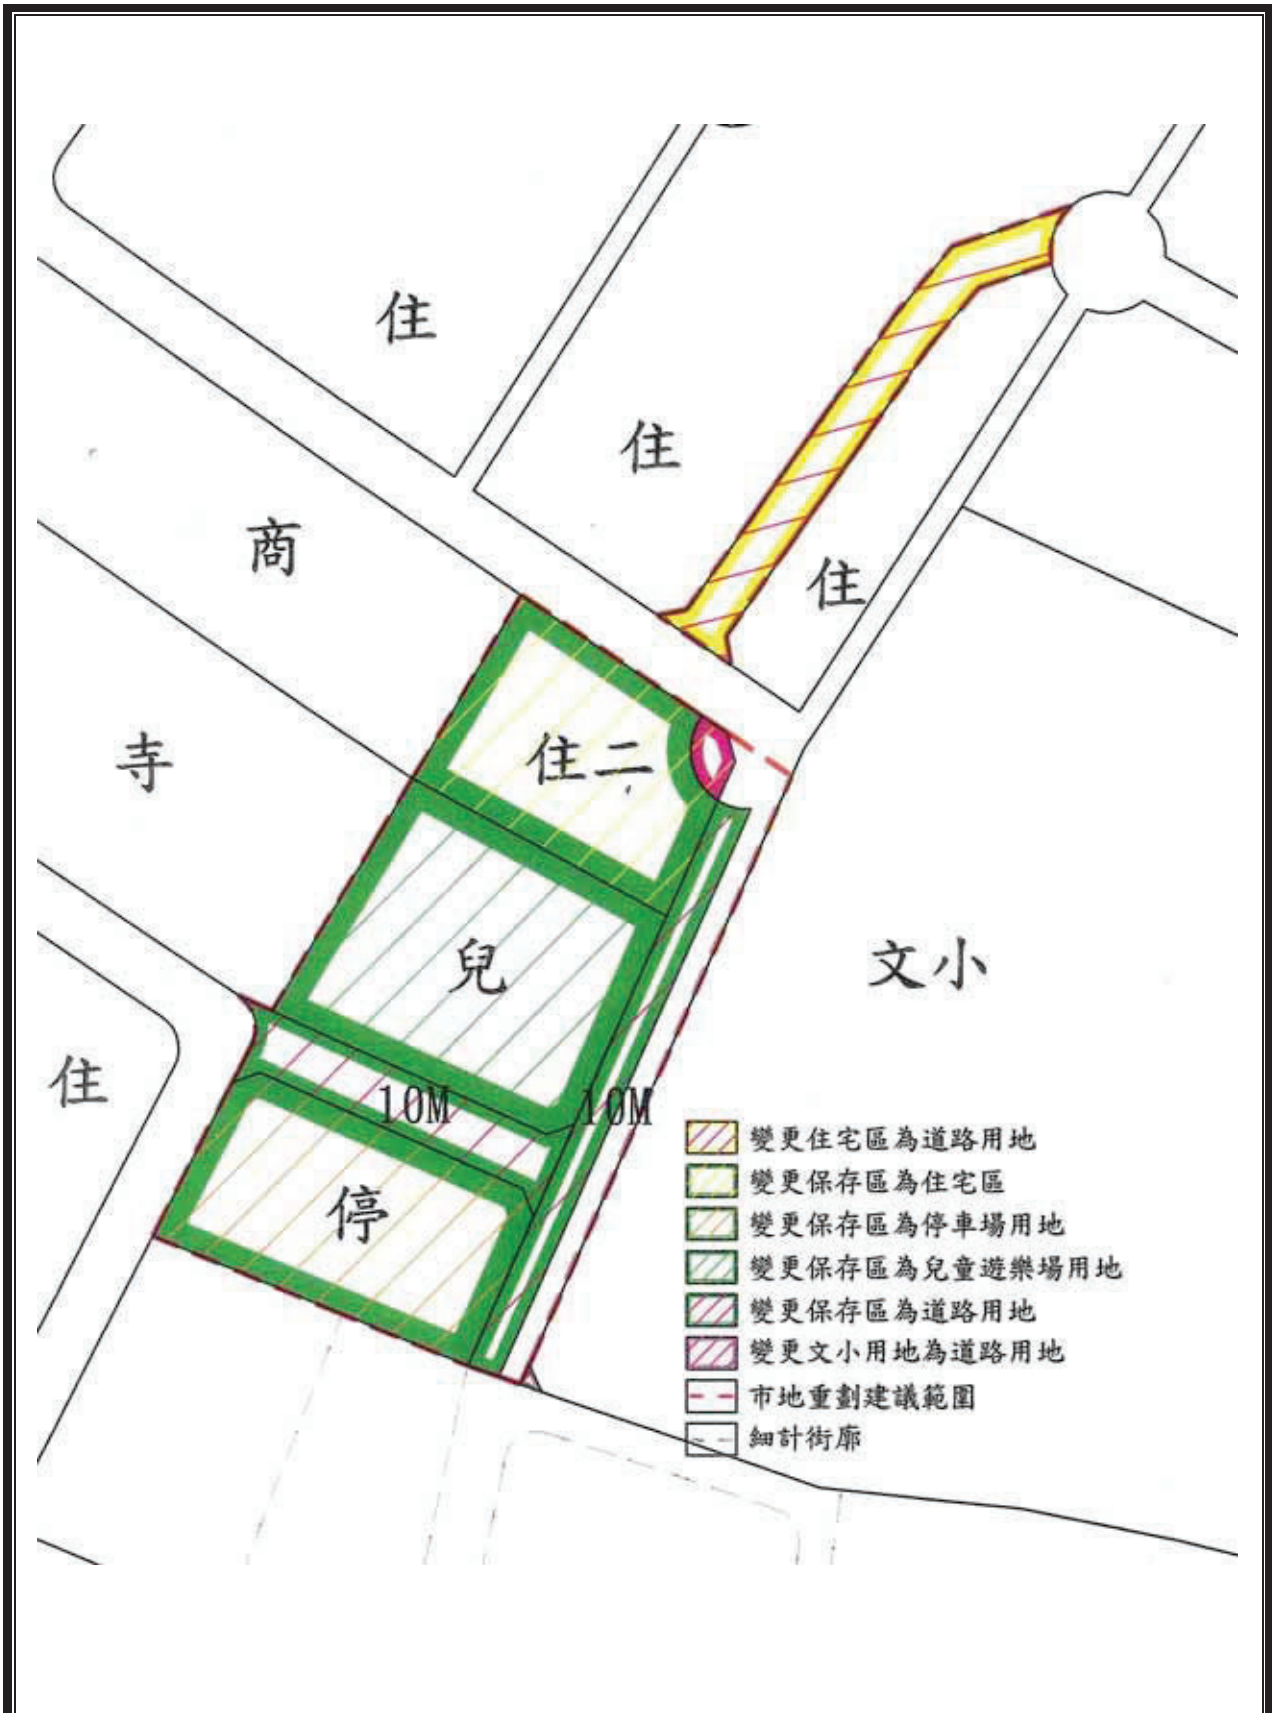 住
住
商
住
住二
寺
兒
文小
住
10M
10M
停
變更住宅區為道路用地
變更保存區為住宅區
變更保存區為停車場用地
變更保存區為兒童遊樂場用地
變更保存區為道路用地
變更文小用地為道路用地
市地重劃建議範圍
細計街廓